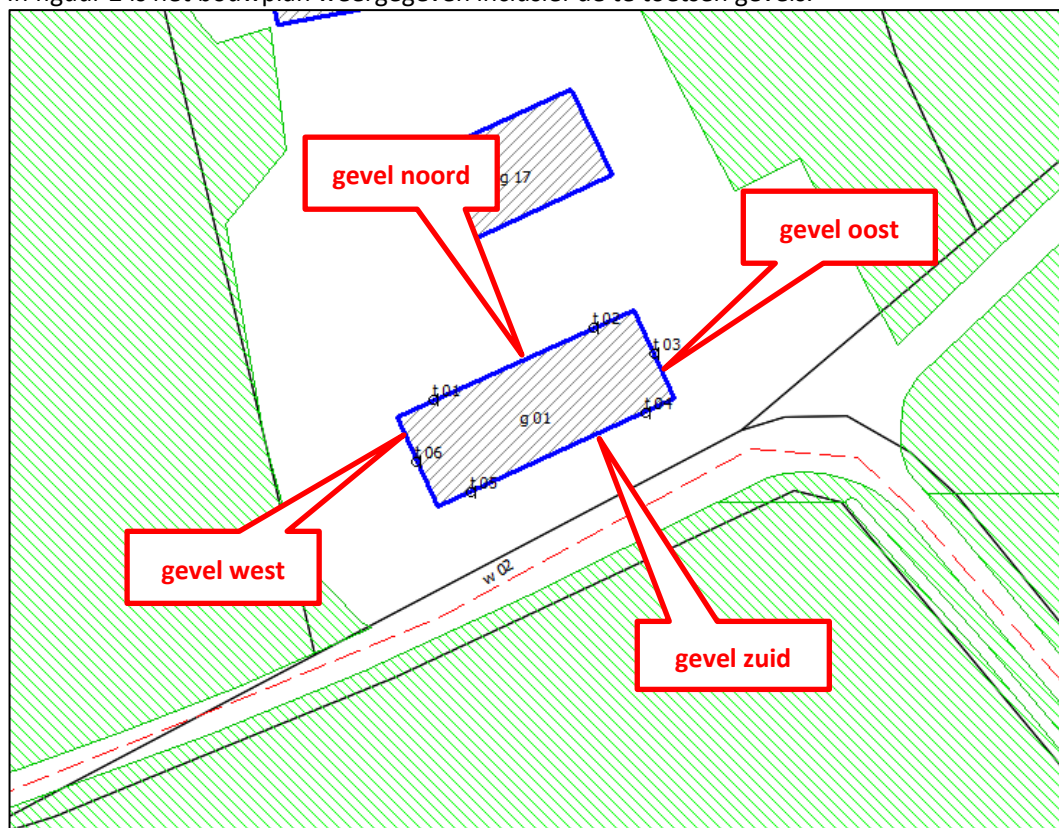 in figuur 2 is het bouwplan weergegeven inclusief de te toetsen gevels.
gevel noord
g 17
gevel oost
t 02
t 03
t 01
t 04
g 01
t 06
t 05
w 02
gevel west
gevel zuid